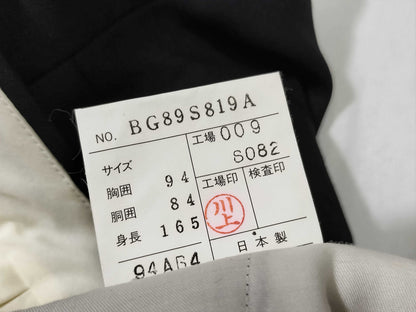 NO. BG89S819A
サイズ 工場 009
S082
胸囲 94 工場印 検査印
胴囲 84 川上
身長 165
94AB4 日本製